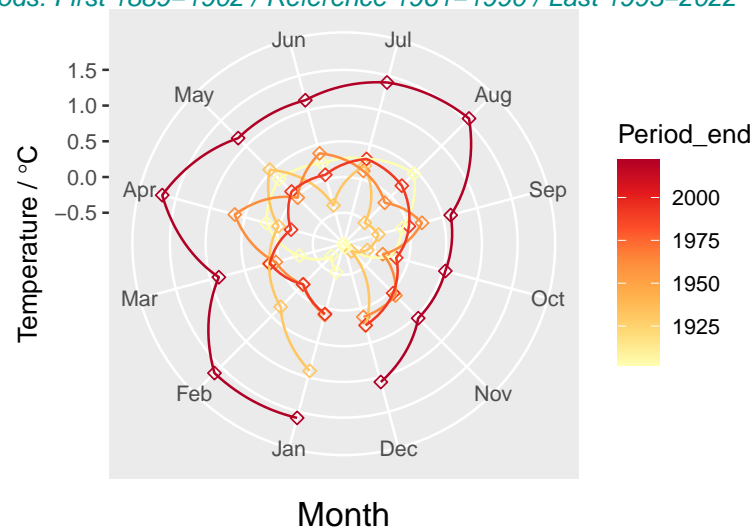 ods: First 1889–1902 / Reference 1961–1990 / Last 1993–2022
Jun
Jul
1.5
May
Aug
1.0
0.5
0.0
Apr
Sep
−0.5
Temperature / °C
Mar
Oct
Feb
Nov
Jan
Dec
Month
Period_end
2000
1975
1950
1925